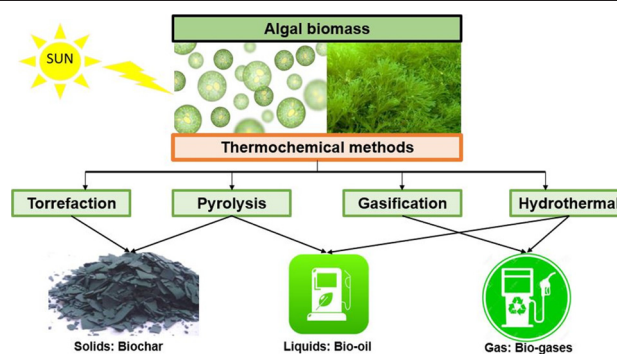 Algal biomass
SUN
Thermochemical methods
Torrefaction
Pyrolysis
Gasification
Hydrothermal
Solids: Biochar
Liquids: Bio-oil
Gas: Bio-gases